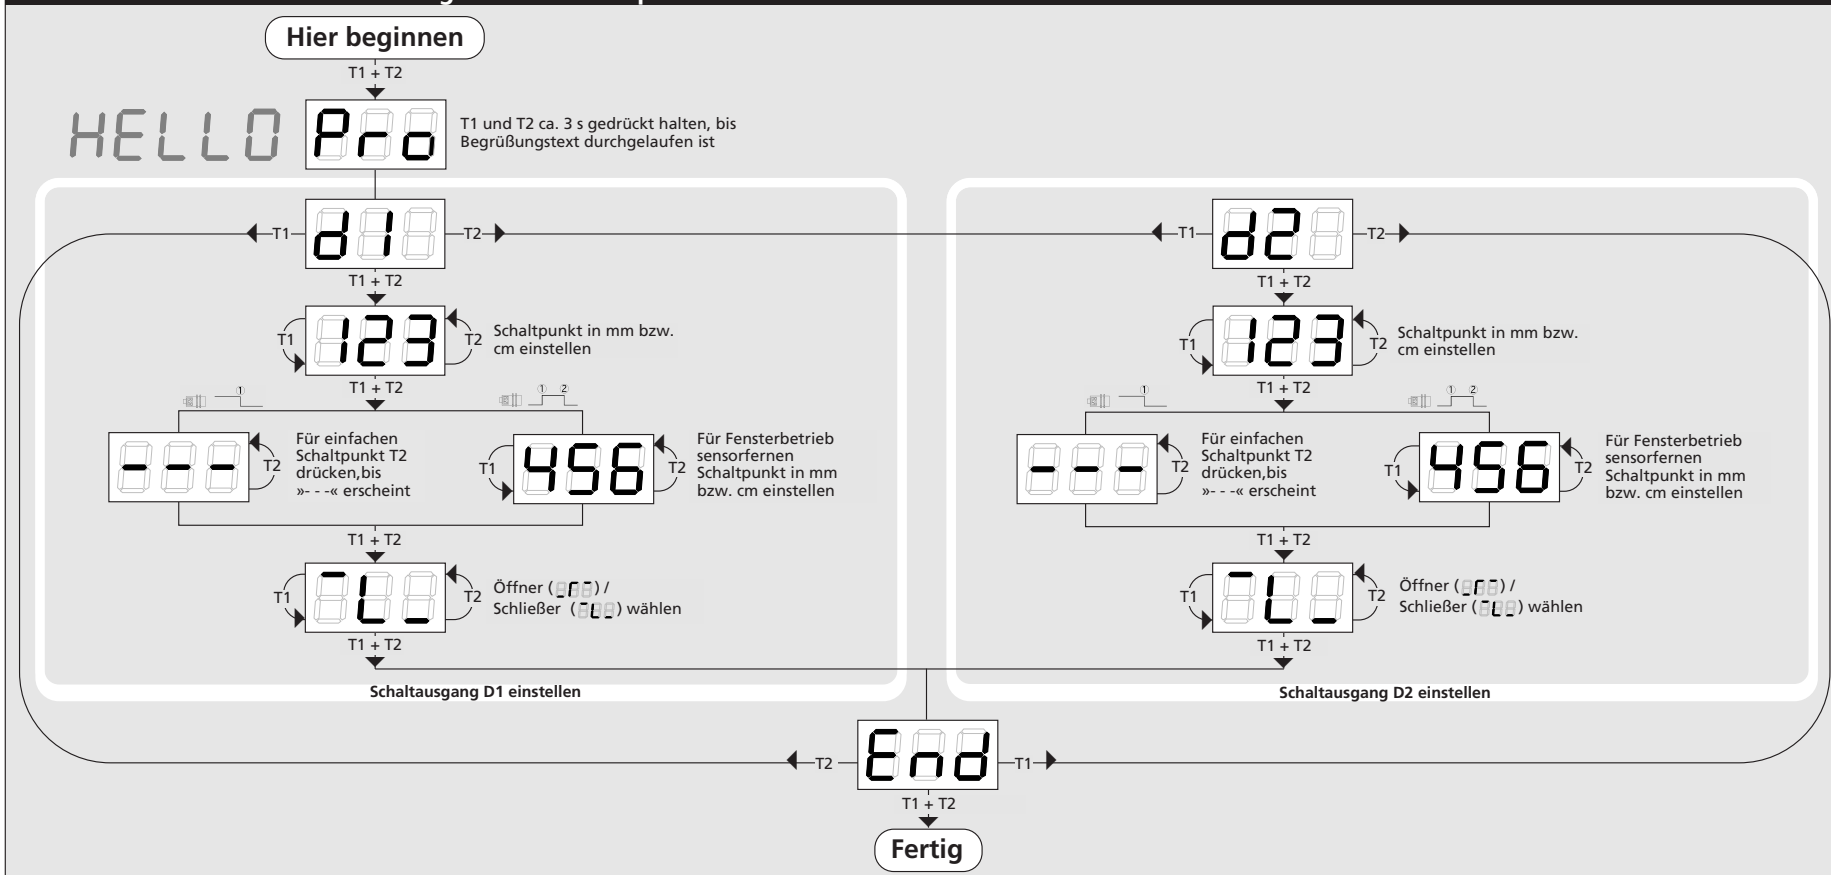 Hier beginnen
T1 + T2
HELLO
Pro
T1 und T2 ca. 3 s gedrückt halten, bis
Begrüßungstext durchgelaufen ist
T1
d1
T2
T1 + T2
T1
123
T2
Schaltpunkt in mm bzw.
cm einstellen
T1 + T2
①
① ②
- - -
T2
Für einfachen
Schaltpunkt T2
drücken,bis
»- - -« erscheint
T1
456
T2
Für Fensterbetrieb
sensorfernen
Schaltpunkt in mm
bzw. cm einstellen
T1 + T2
T1
T2
Öffner ( ) /
Schließer ( ) wählen
T1 + T2
Schaltausgang D1 einstellen
T1
d2
T2
T1 + T2
T1
123
T2
Schaltpunkt in mm bzw.
cm einstellen
T1 + T2
①
① ②
- - -
T2
Für einfachen
Schaltpunkt T2
drücken,bis
»- - -« erscheint
T1
456
T2
Für Fensterbetrieb
sensorfernen
Schaltpunkt in mm
bzw. cm einstellen
T1 + T2
T1
T2
Öffner ( ) /
Schließer ( ) wählen
T1 + T2
Schaltausgang D2 einstellen
T2
End
T1
T1 + T2
Fertig